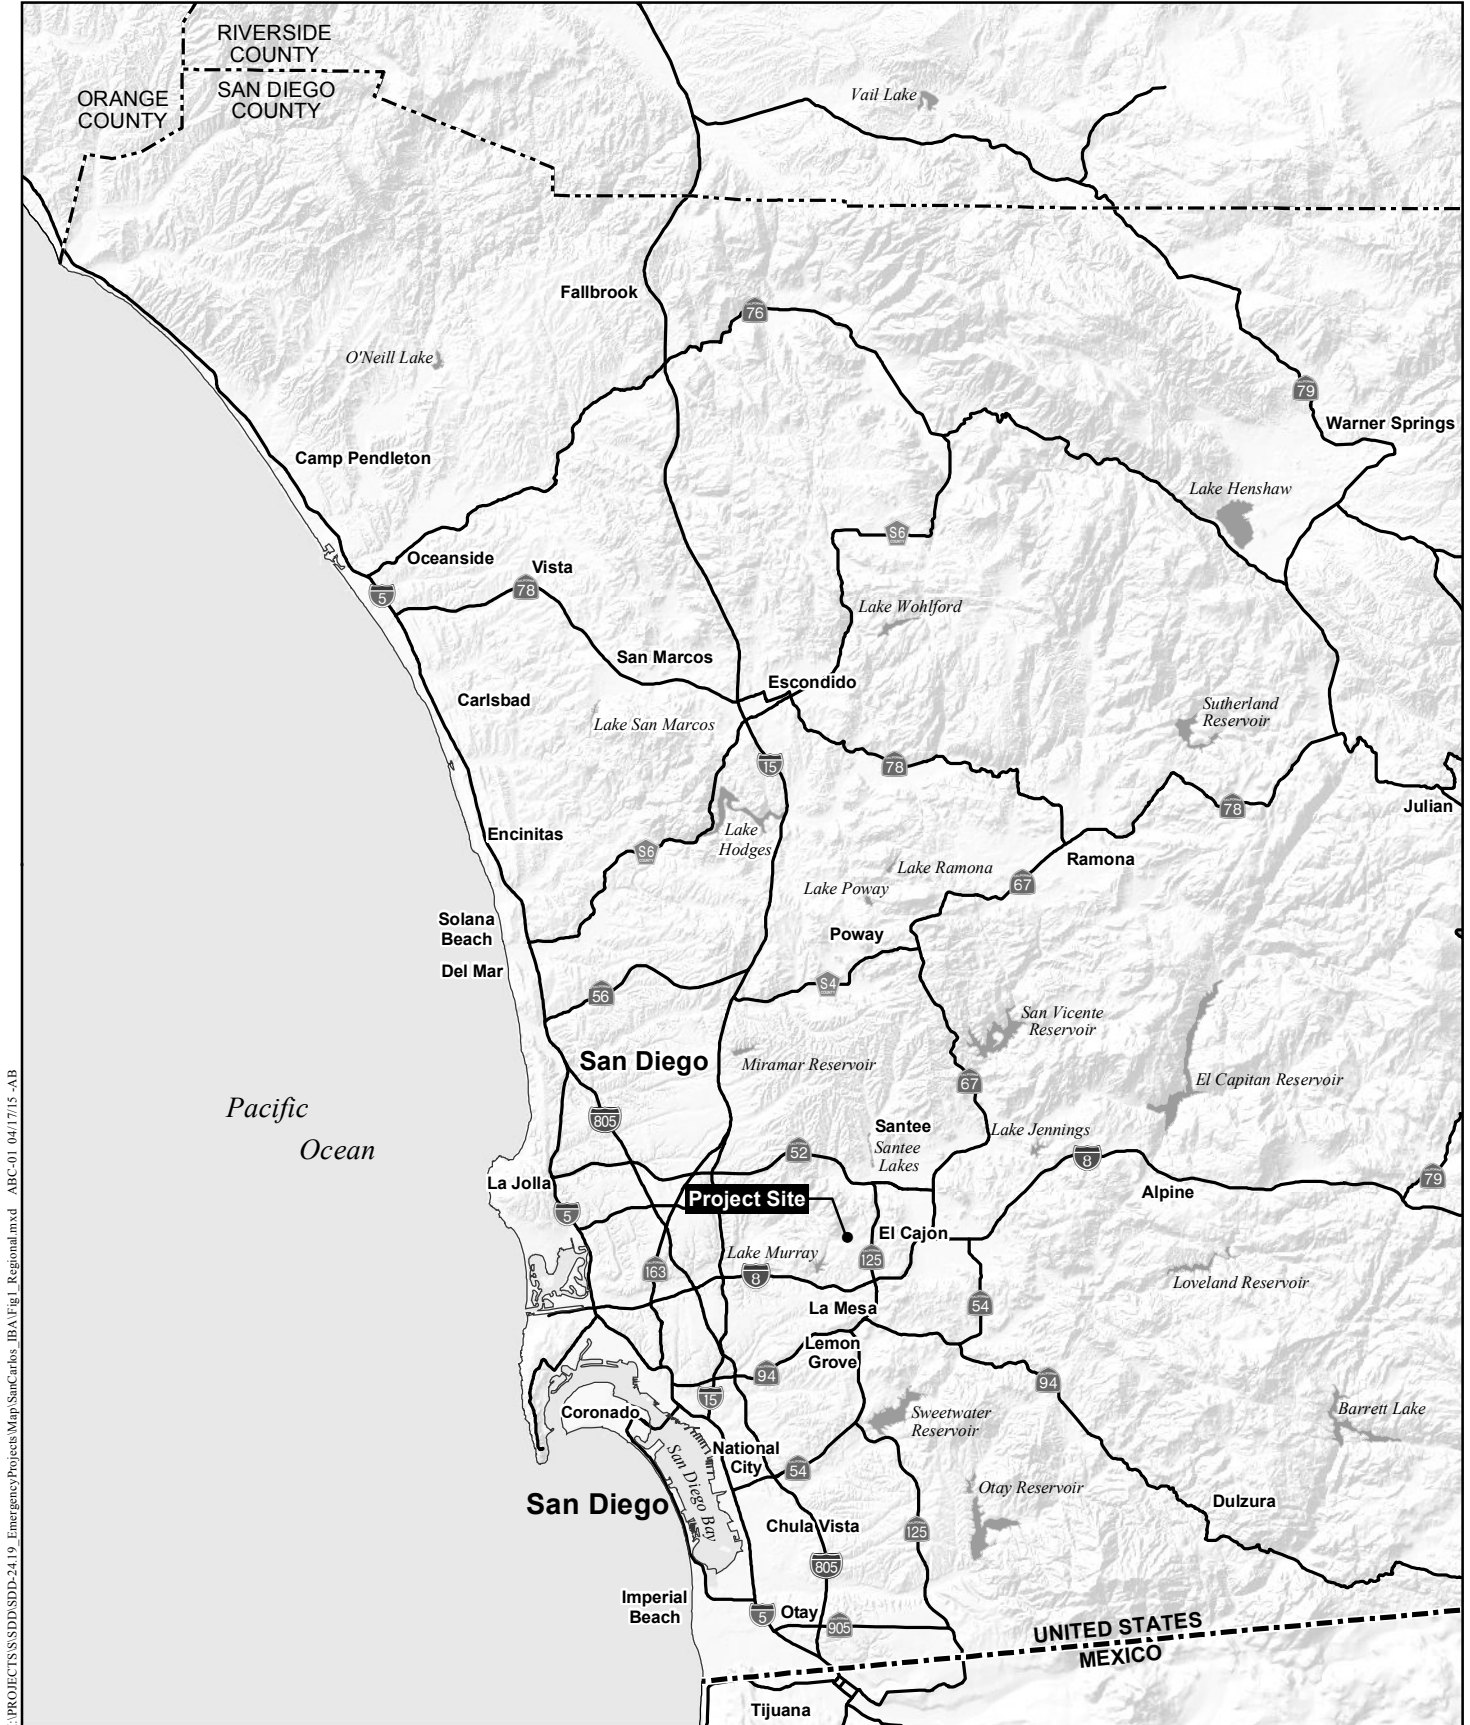 RIVERSIDE
COUNTY
ORANGE
COUNTY
SAN DIEGO
COUNTY
Vail Lake
Fallbrook
76
O'Neill Lake
79
Warner Springs
Camp Pendleton
Lake Henshaw
S6
COUNTY
Oceanside
Vista
5
78
Lake Wohlford
San Marcos
Escondido
Carlsbad
Lake San Marcos
Sutherland
Reservoir
15
78
78
Julian
Encinitas
Lake
Hodges
S6
COUNTY
Ramona
Lake Ramona
67
Lake Poway
Solana
Beach
Poway
Del Mar
56
S4
COUNTY
San Vicente
Reservoir
San Diego
Miramar Reservoir
67
El Capitan Reservoir
Pacific
Ocean
805
Santee
Santee
Lakes
Lake Jennings
52
8
79
La Jolla
Project Site
Alpine
5
El Cajon
Lake Murray
125
163
8
Loveland Reservoir
La Mesa
54
Lemon
Grove
94
94
15
Coronado
Sweetwater
Reservoir
Barrett Lake
National
City
San Diego Bay
54
Otay Reservoir
San Diego
Dulzura
Chula Vista
125
805
Imperial
Beach
5
Otay
905
UNITED STATES
MEXICO
Tijuana
:\PROJECTS\S\SDD\SDD-24.19_EmergencyProjects\Map\SanCarlos_IBA\Fig1_Regional.mxd ABC-01 04/17/15 -AB